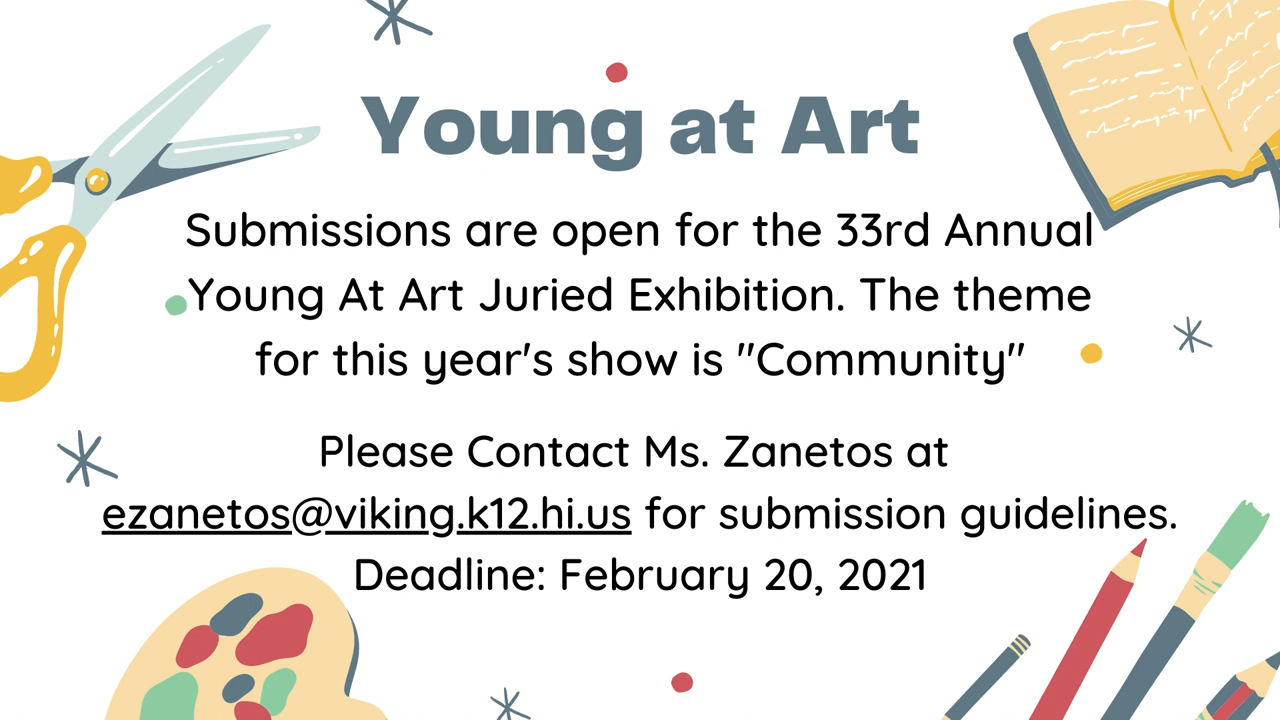 Young at Art
Submissions are open for the 33rd Annual
Young At Art Juried Exhibition. The theme
for this year's show is "Community"
Please Contact Ms. Zanetos at
ezanetos@viking.k12.hi.us for submission guidelines.
Deadline: February 20, 2021